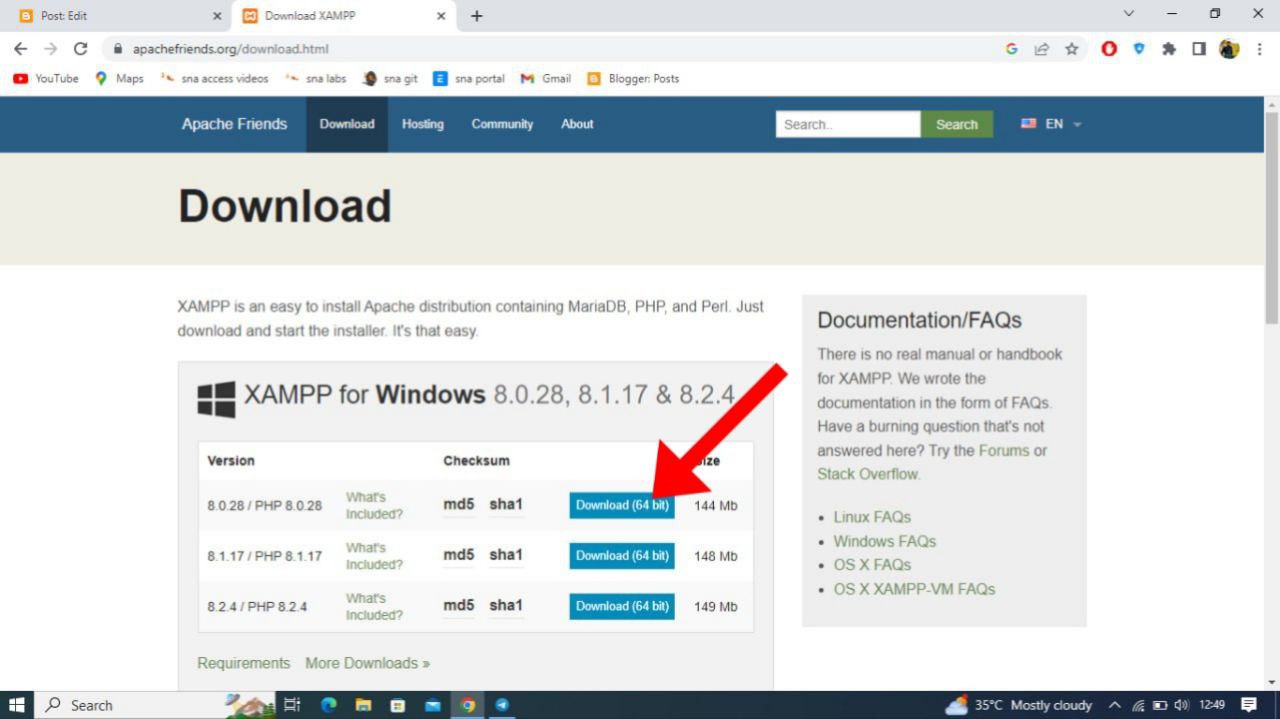 Post: Edit
Download XAMPP
apachefriends.org/download.html
YouTube Maps sna access videos sna labs sna git sna portal Gmail Blogger: Posts
Apache Friends Download Hosting Community About Search.. Search EN
Download
XAMPP is an easy to install Apache distribution containing MariaDB, PHP, and Perl. Just
download and start the installer. It's that easy.
XAMPP for Windows 8.0.28, 8.1.17 & 8.2.4
Version Checksum
8.0.28 / PHP 8.0.28 What's Included? md5 sha1 Download (64 bit) 144 Mb
8.1.17 / PHP 8.1.17 What's Included? md5 sha1 Download (64 bit) 148 Mb
8.2.4 / PHP 8.2.4 What's Included? md5 sha1 Download (64 bit) 149 Mb
Requirements More Downloads »
Documentation/FAQs
There is no real manual or handbook
for XAMPP. We wrote the
documentation in the form of FAQs.
Have a burning question that's not
answered here? Try the Forums or
Stack Overflow.
• Linux FAQs
• Windows FAQs
• OS X FAQs
• OS X XAMPP-VM FAQs
Search 35°C Mostly cloudy 12:49